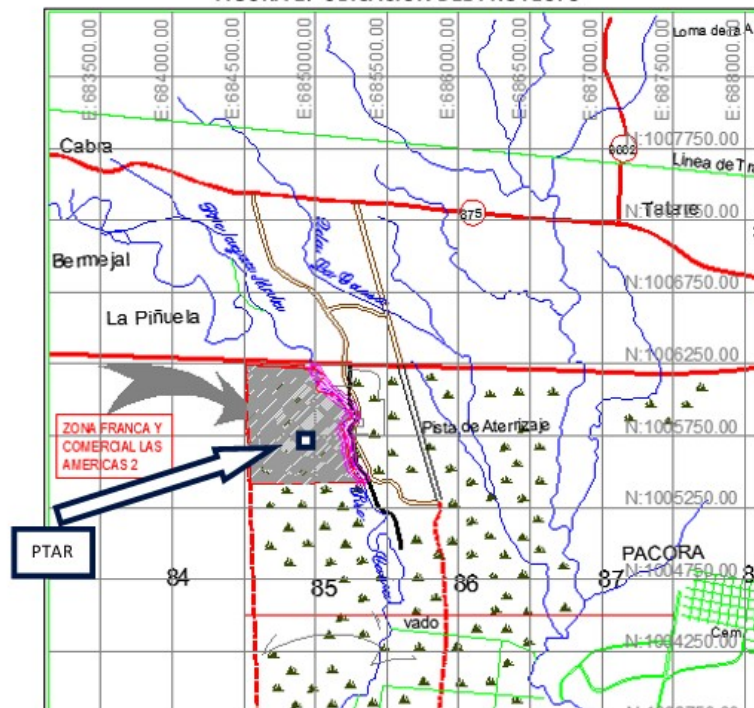 E:683500.00
E:684000.00
E:684500.00
E:685000.00
E:685500.00
E:686000.00
E:686500.00
E:687000.00
E:687500.00
E:688000.00
Loma de la A
Cabra
N:1007750.00
Línea de Tr
875
N:1006750.00
Bermejal
La Piñuela
N:1006250.00
ZONA FRANCA Y
COMERCIAL LAS
AMERICAS 2
Pista de Aterrizaje
N:1005750.00
N:1005250.00
PTAR
PACORA
84
85
86
87
N:1004750.00
vado
Cem.
N:1004250.00